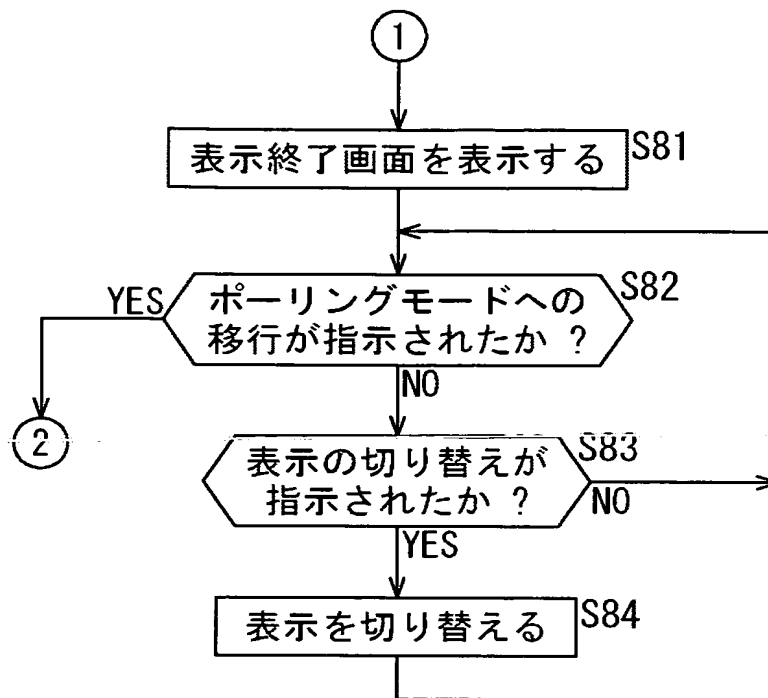 1
表示終了画面を表示する
S81
ポーリングモードへの
移行が指示されたか ?
S82
YES
NO
2
表示の切り替えが
指示されたか ?
S83
NO
YES
表示を切り替える
S84